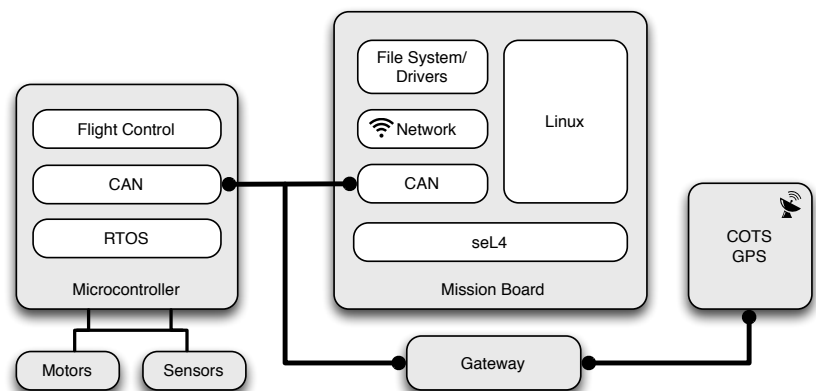 Flight Control
CAN
RTOS
Microcontroller
Motors
Sensors
File System/
Drivers
Network
CAN
Linux
seL4
Mission Board
COTS
GPS
Gateway